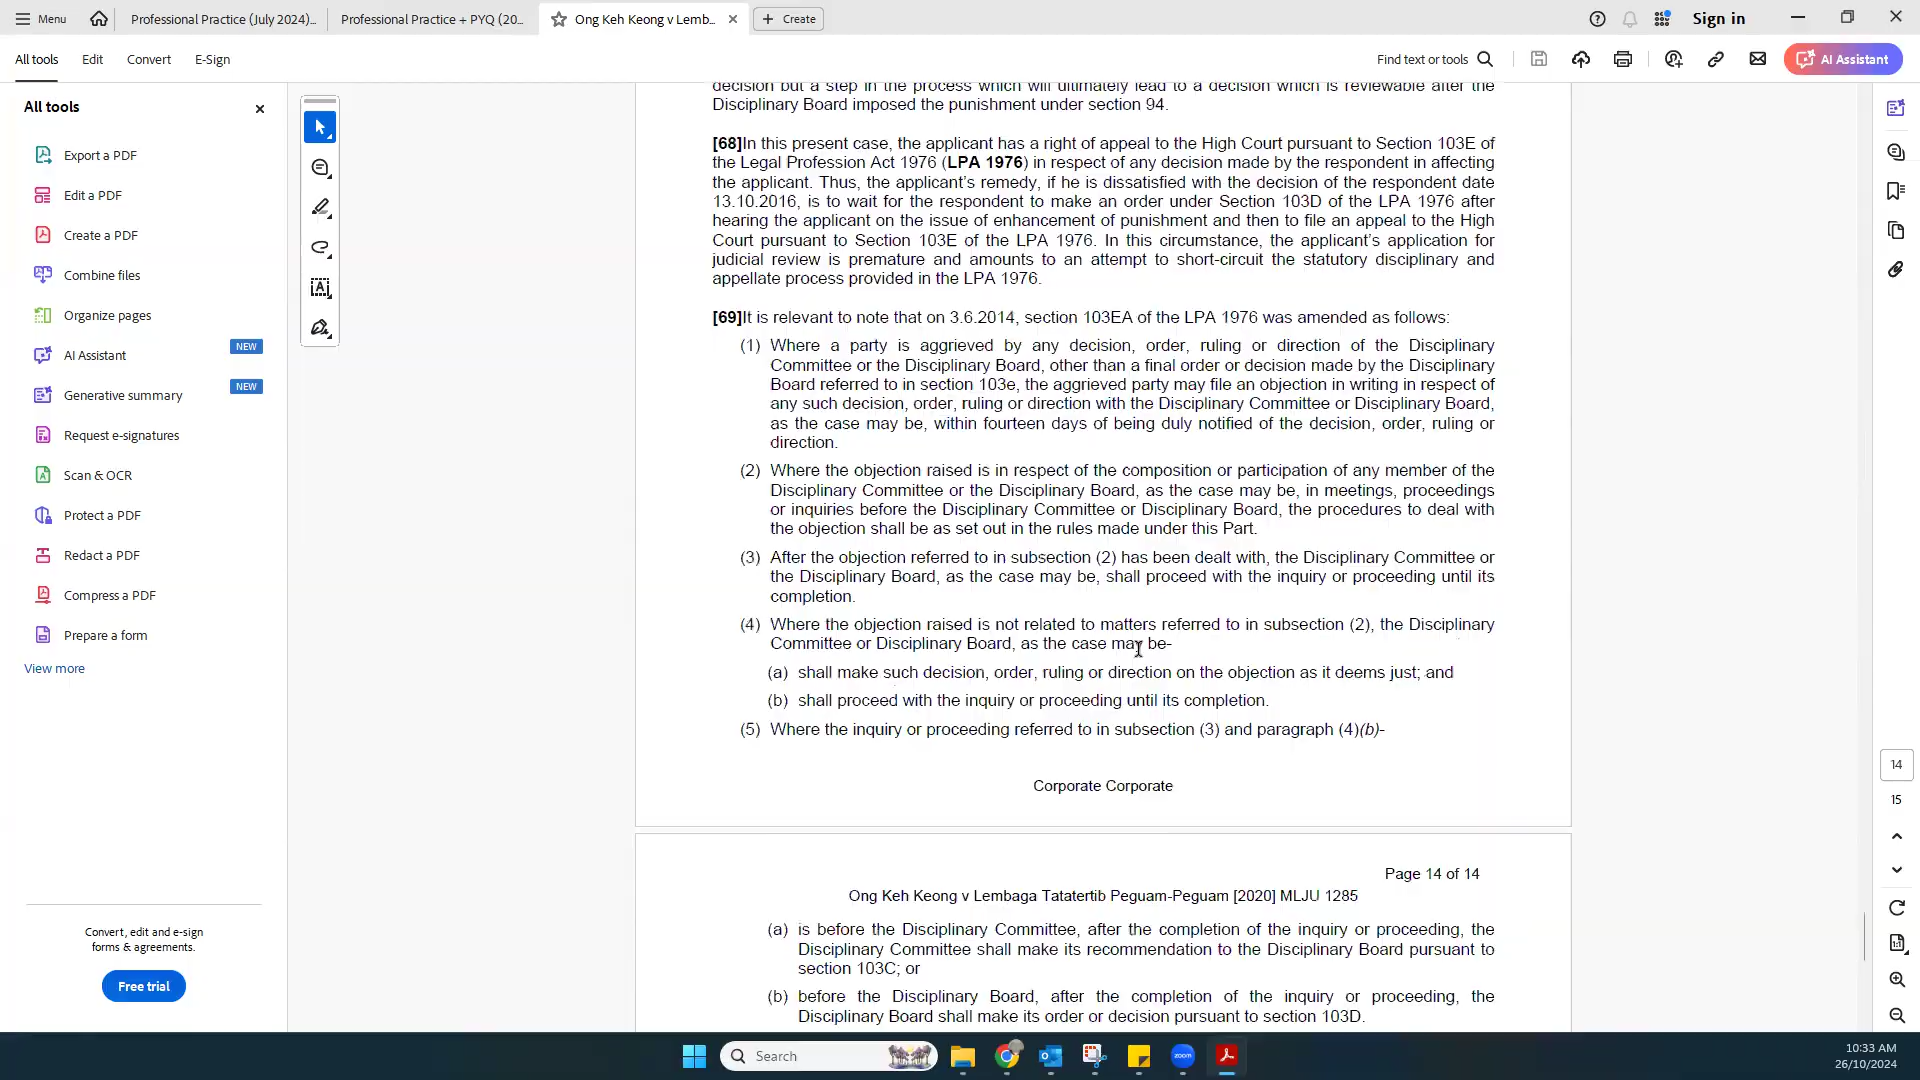 Menu
Professional Practice (July 2024)...
Professional Practice + PYQ (20...
Ong Keh Keong v Lemb...
Create
Sign in
All tools
Edit
Convert
E-Sign
Find text or tools
AI Assistant
All tools
Export a PDF
Edit a PDF
Create a PDF
Combine files
Organize pages
AI Assistant NEW
Generative summary NEW
Request e-signatures
Scan & OCR
Protect a PDF
Redact a PDF
Compress a PDF
Prepare a form
View more
Convert, edit and e-sign
forms & agreements.
Free trial
decision but a step in the process which will ultimately lead to a decision which is reviewable after the
Disciplinary Board imposed the punishment under section 94.
[68]In this present case, the applicant has a right of appeal to the High Court pursuant to Section 103E of
the Legal Profession Act 1976 (LPA 1976) in respect of any decision made by the respondent in affecting
the applicant. Thus, the applicant's remedy, if he is dissatisfied with the decision of the respondent date
13.10.2016, is to wait for the respondent to make an order under Section 103D of the LPA 1976 after
hearing the applicant on the issue of enhancement of punishment and then to file an appeal to the High
Court pursuant to Section 103E of the LPA 1976. In this circumstance, the applicant's application for
judicial review is premature and amounts to an attempt to short-circuit the statutory disciplinary and
appellate process provided in the LPA 1976.
[69]It is relevant to note that on 3.6.2014, section 103EA of the LPA 1976 was amended as follows:
(1) Where a party is aggrieved by any decision, order, ruling or direction of the Disciplinary
Committee or the Disciplinary Board, other than a final order or decision made by the Disciplinary
Board referred to in section 103e, the aggrieved party may file an objection in writing in respect of
any such decision, order, ruling or direction with the Disciplinary Committee or Disciplinary Board,
as the case may be, within fourteen days of being duly notified of the decision, order, ruling or
direction.
(2) Where the objection raised is in respect of the composition or participation of any member of the
Disciplinary Committee or the Disciplinary Board, as the case may be, in meetings, proceedings
or inquiries before the Disciplinary Committee or Disciplinary Board, the procedures to deal with
the objection shall be as set out in the rules made under this Part.
(3) After the objection referred to in subsection (2) has been dealt with, the Disciplinary Committee or
the Disciplinary Board, as the case may be, shall proceed with the inquiry or proceeding until its
completion.
(4) Where the objection raised is not related to matters referred to in subsection (2), the Disciplinary
Committee or Disciplinary Board, as the case may be-
(a) shall make such decision, order, ruling or direction on the objection as it deems just; and
(b) shall proceed with the inquiry or proceeding until its completion.
(5) Where the inquiry or proceeding referred to in subsection (3) and paragraph (4)(b)-
Corporate Corporate
Page 14 of 14
Ong Keh Keong v Lembaga Tatatertib Peguam-Peguam [2020] MLJU 1285
(a) is before the Disciplinary Committee, after the completion of the inquiry or proceeding, the
Disciplinary Committee shall make its recommendation to the Disciplinary Board pursuant to
section 103C; or
(b) before the Disciplinary Board, after the completion of the inquiry or proceeding, the
Disciplinary Board shall make its order or decision pursuant to section 103D.
14
15
1:1
Search
zoom
10:33 AM
26/10/2024